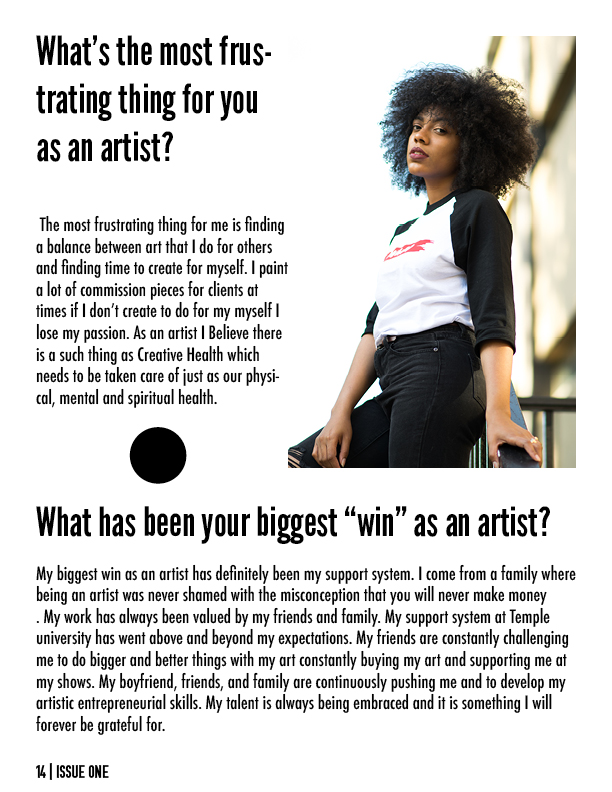 What's the most frus-
trating thing for you
as an artist?
The most frustrating thing for me is finding
a balance between art that I do for others
and finding time to create for myself. I paint
a lot of commission pieces for clients at
times if I don't create to do for my myself I
lose my passion. As an artist I Believe there
is a such thing as Creative Health which
needs to be taken care of just as our physi-
cal, mental and spiritual health.
What has been your biggest “win” as an artist?
My biggest win as an artist has definitely been my support system. I come from a family where
being an artist was never shamed with the misconception that you will never make money
. My work has always been valued by my friends and family. My support system at Temple
university has went above and beyond my expectations. My friends are constantly challenging
me to do bigger and better things with my art constantly buying my art and supporting me at
my shows. My boyfriend, friends, and family are continuously pushing me and to develop my
artistic entrepreneurial skills. My talent is always being embraced and it is something I will
forever be grateful for.
14 | ISSUE ONE